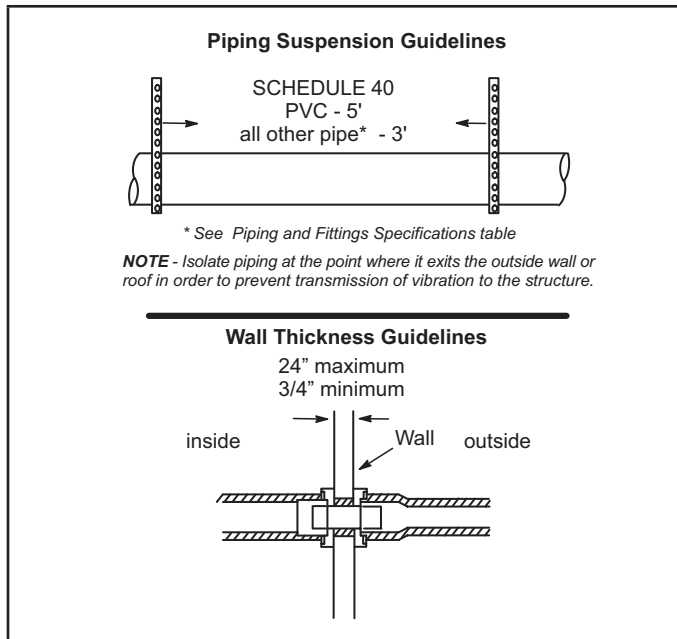 Piping Suspension Guidelines
SCHEDULE 40
PVC - 5'
all other pipe* - 3'
* See Piping and Fittings Specifications table
NOTE - Isolate piping at the point where it exits the outside wall or
roof in order to prevent transmission of vibration to the structure.
Wall Thickness Guidelines
24” maximum
3/4” minimum
inside
Wall
outside